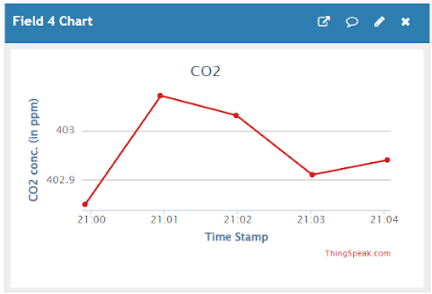 Field 4 Chart
CO2
CO2 conc. (in ppm)
403
402.9
21:00 21:01 21:02 21:03 21:04
Time Stamp
ThingSpeak.com